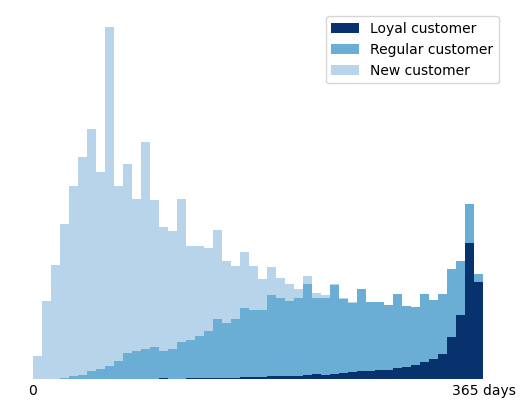 Loyal customer
Regular customer
New customer
0
365 days